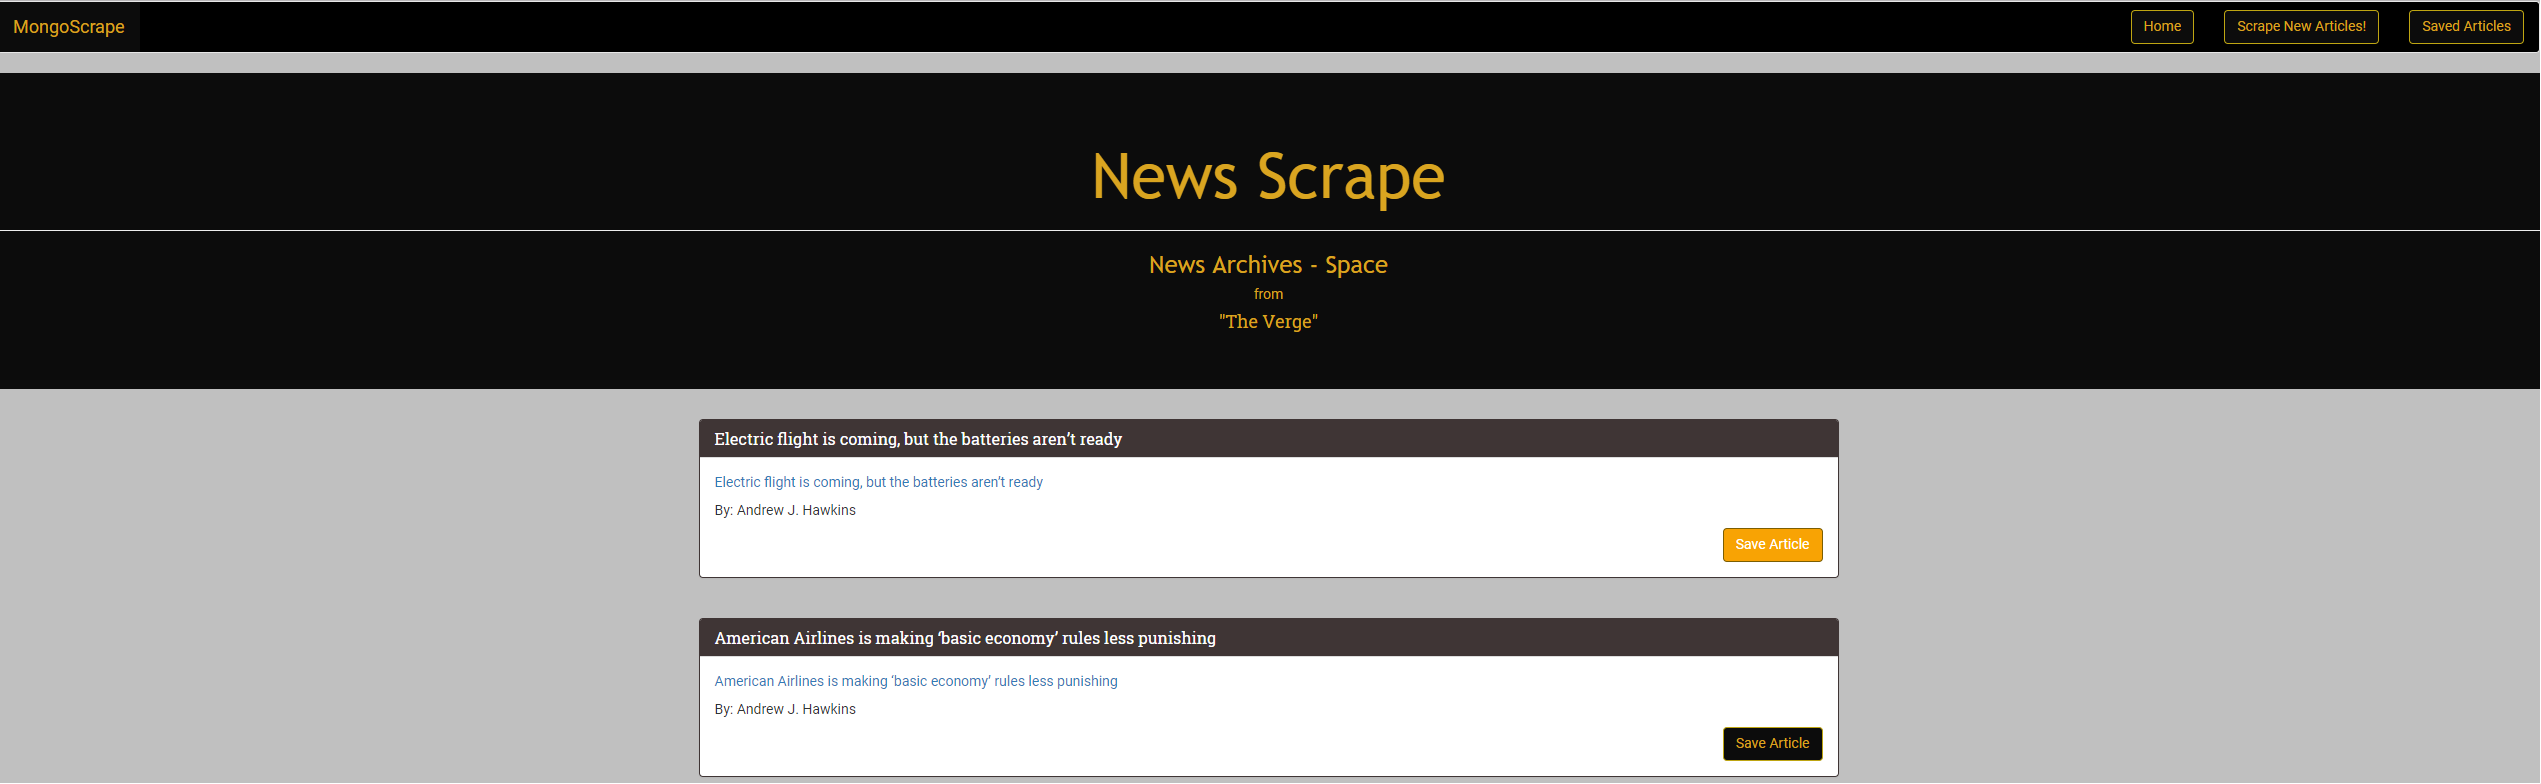 MongoScrape
Home
Scrape New Articles!
Saved Articles
News Scrape
News Archives - Space
from
"The Verge"
Electric flight is coming, but the batteries aren’t ready
Electric flight is coming, but the batteries aren’t ready
By: Andrew J. Hawkins
Save Article
American Airlines is making ‘basic economy’ rules less punishing
American Airlines is making ‘basic economy’ rules less punishing
By: Andrew J. Hawkins
Save Article